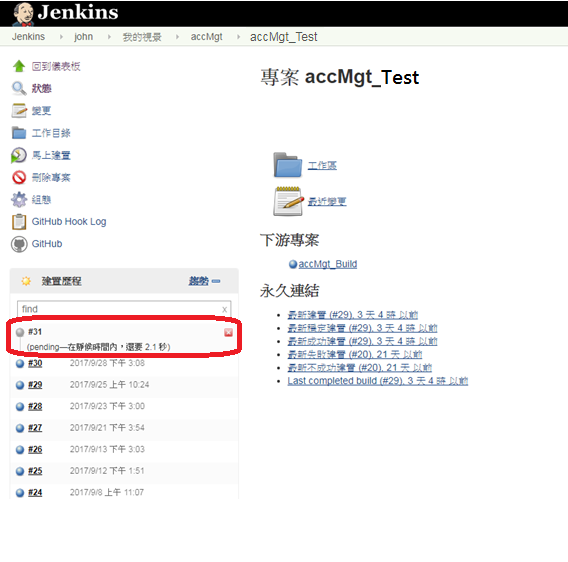 Jenkins
Jenkins john 我的視景 accMgt accMgt_Test
回到儀表板
狀態
變更
工作目錄
馬上建置
刪除專案
組態
GitHub Hook Log
GitHub
建置歷程 趨勢
find x
#31
(pending—在靜候時間內，還要 2.1 秒)
#30 2017/9/28 下午 3:08
#29 2017/9/25 上午 10:24
#28 2017/9/23 下午 3:00
#27 2017/9/21 下午 3:54
#26 2017/9/13 下午 3:03
#25 2017/9/12 下午 1:51
#24 2017/9/8 上午 11:07
專案 accMgt_Test
工作區
最近變更
下游專案
accMgt_Build
永久連結
最新建置 (#29), 3 天 4 時 以前
最新穩定建置 (#29), 3 天 4 時 以前
最新成功建置 (#29), 3 天 4 時 以前
最新失敗建置 (#20), 21 天 以前
最新不成功建置 (#20), 21 天 以前
Last completed build (#29), 3 天 4 時 以前